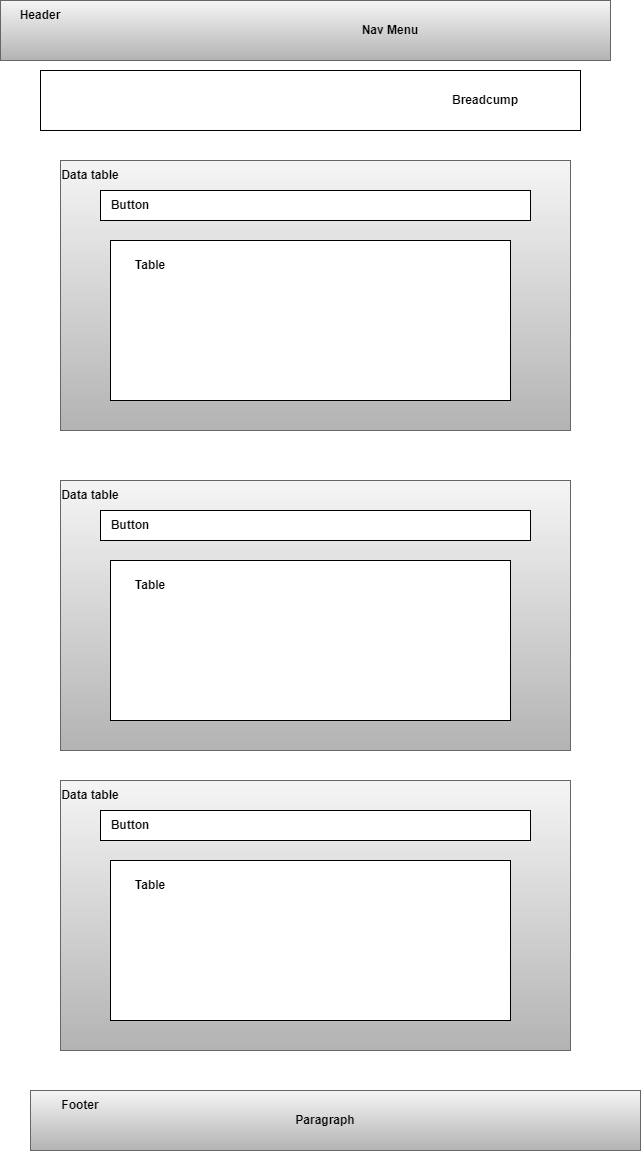 Header
Nav Menu
Breadcump
Data table
Button
Table
Data table
Button
Table
Data table
Button
Table
Footer
Paragraph